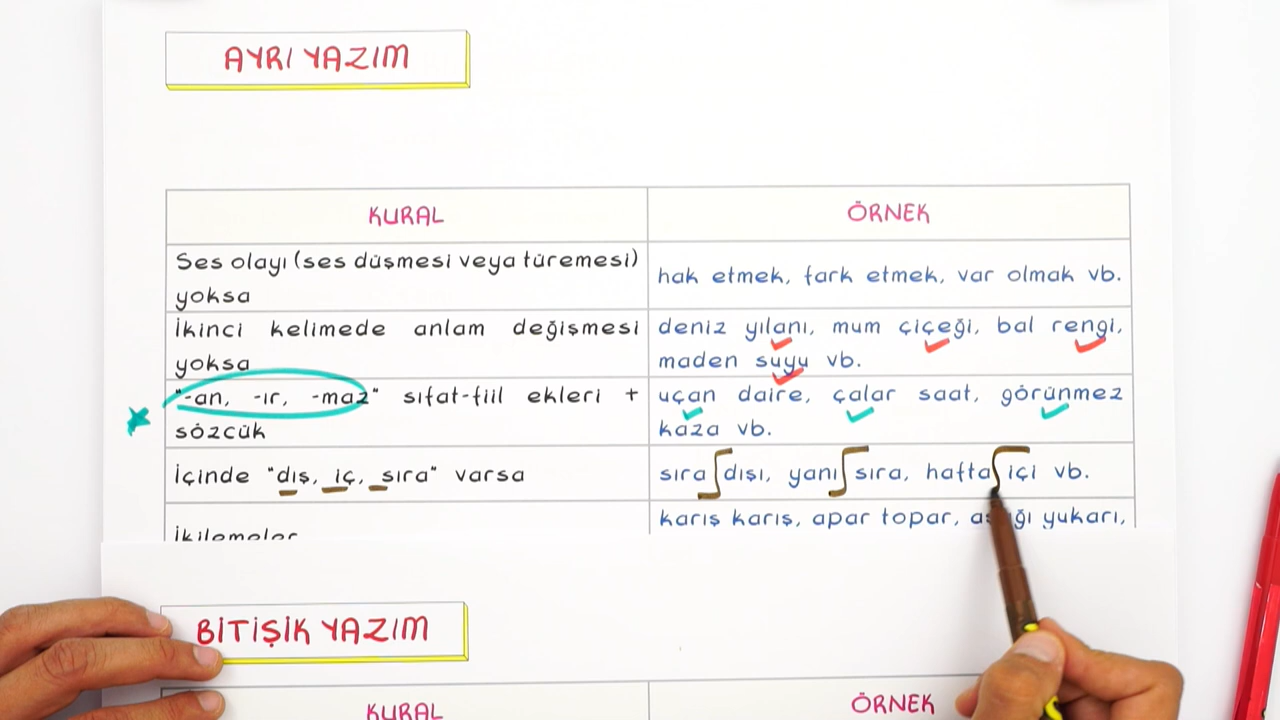 AYRI YAZIM
KURAL
ÖRNEK
Ses olayı (ses düşmesi veya türemesi)
yoksa
hak etmek, fark etmek, var olmak vb.
İkinci kelimede anlam değişmesi
yoksa
deniz yılanı, mum çiçeği, bal rengi,
maden suyu vb.
"-an, -ır, -maz" sıfat-fiil ekleri +
sözcük
uçan daire, çalar saat, görünmez
kaza vb.
İçinde "dış, iç, sıra" varsa
sıra dışı, yanı sıra, hafta içi vb.
İkilemeler
karış karış, apar topar, aşağı yukarı,
BİTİŞİK YAZIM
KURAL
ÖRNEK